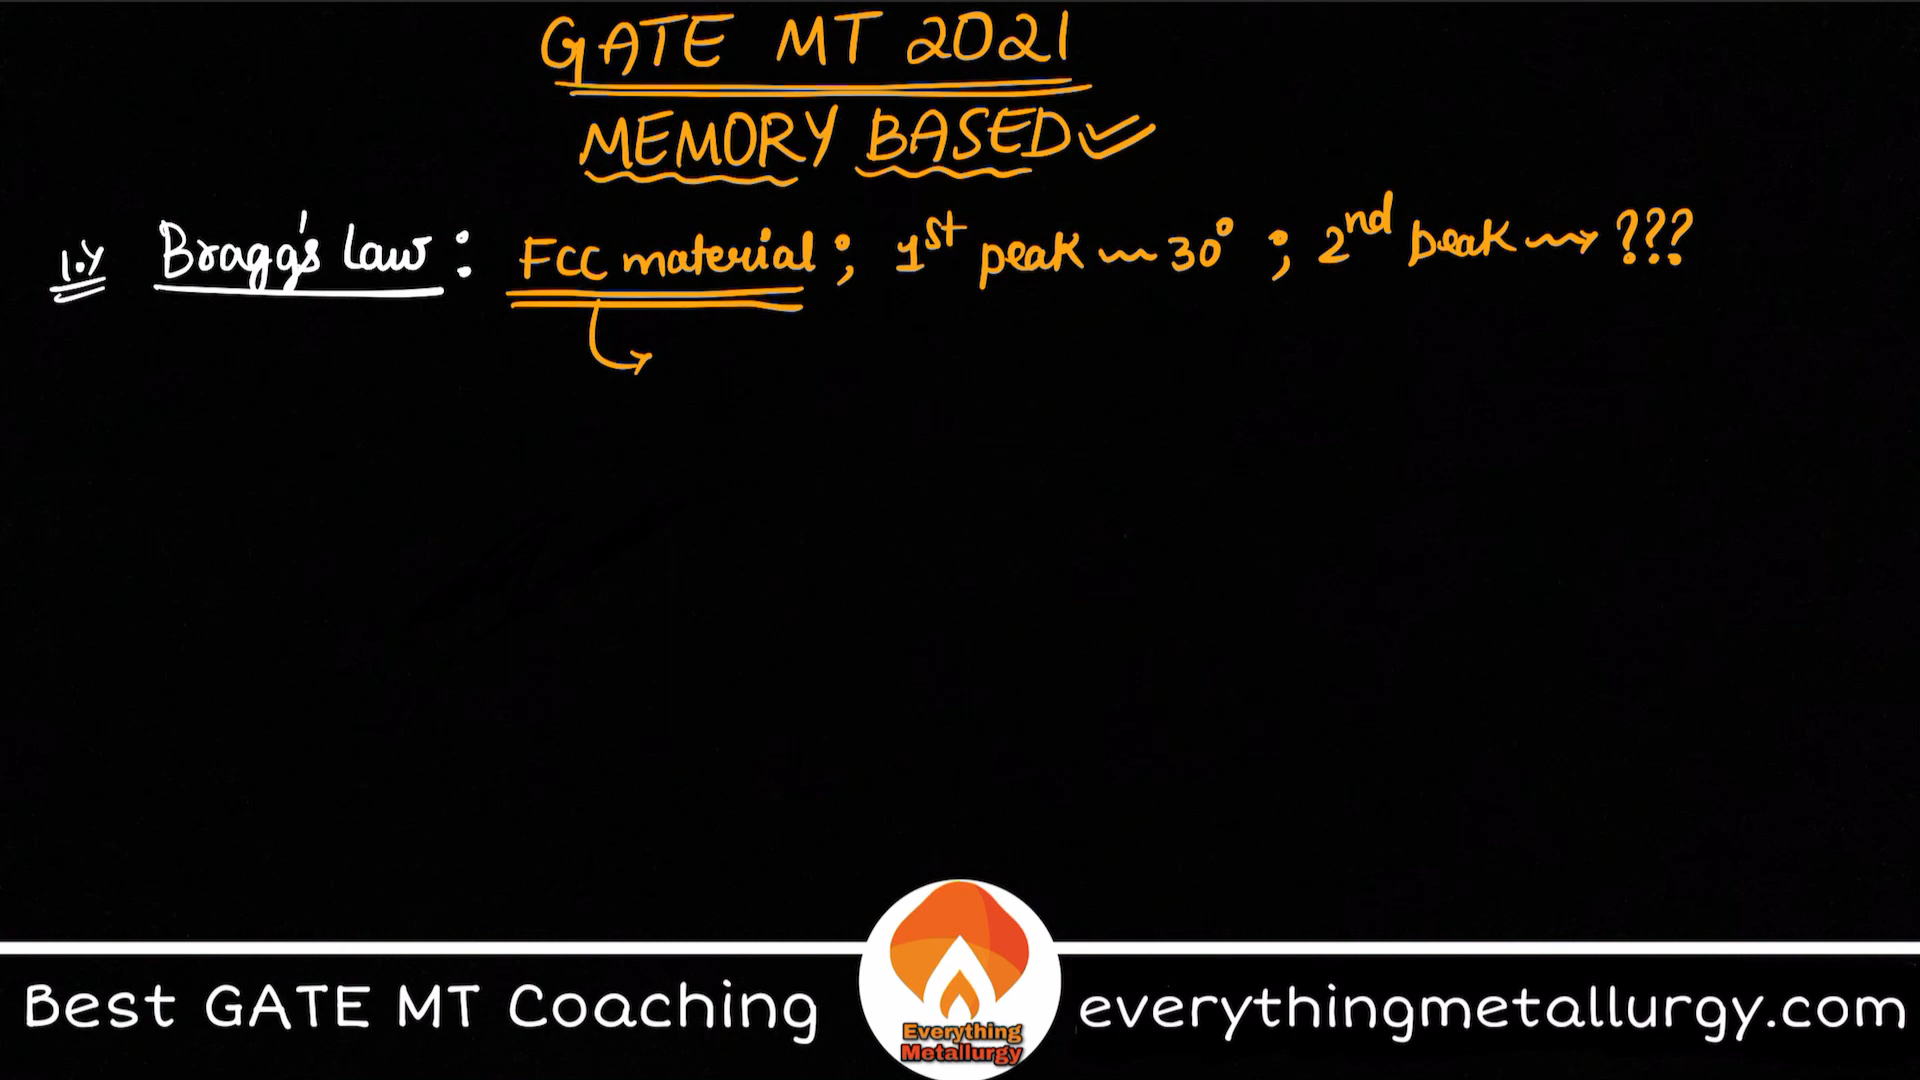 GATE MT 2021
MEMORY BASED
1.) Bragg's law: FCC material; 1st peak 30°; 2nd peak → ???
Best GATE MT Coaching
Everything
Metallurgy
everythingmetallurgy.com